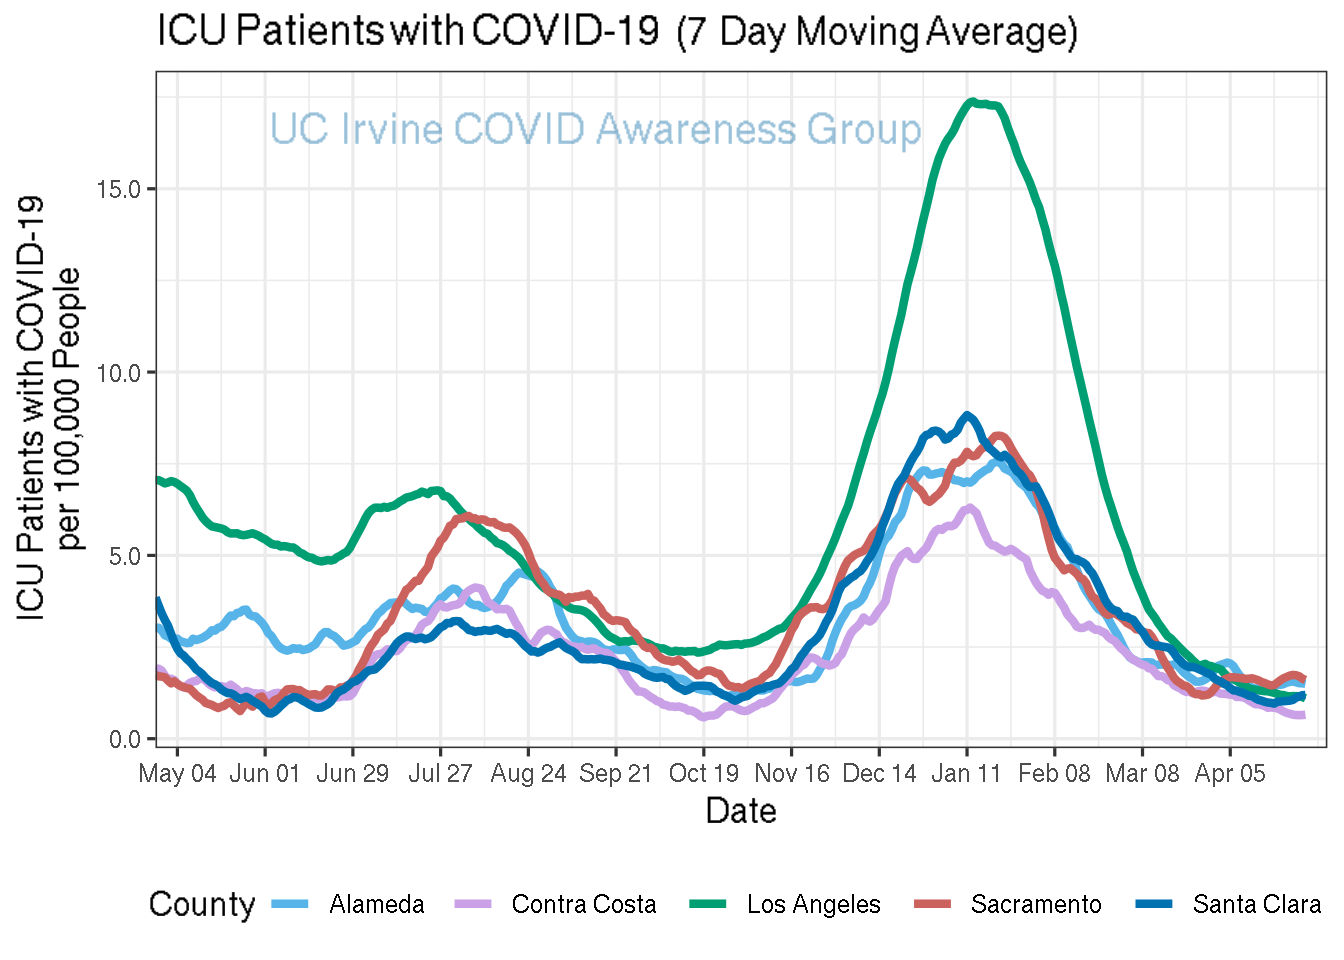 ICU Patients with COVID-19 (7 Day Moving Average)
UC Irvine COVID Awareness Group
ICU Patients with COVID-19
per 100,000 People
15.0
10.0
5.0
0.0
May 04 Jun 01 Jun 29 Jul 27 Aug 24 Sep 21 Oct 19 Nov 16 Dec 14 Jan 11 Feb 08 Mar 08 Apr 05
Date
County Alameda Contra Costa Los Angeles Sacramento Santa Clara